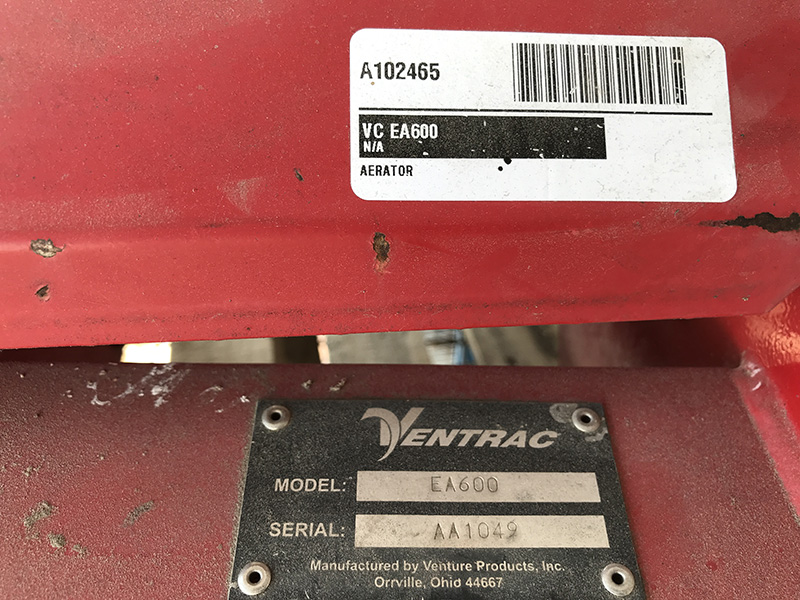 A102465
VC EA600
N/A
AERATOR
VENTRAC
MODEL: EA600
SERIAL: AA1049
Manufactured by Venture Products, Inc.
Orrville, Ohio 44667